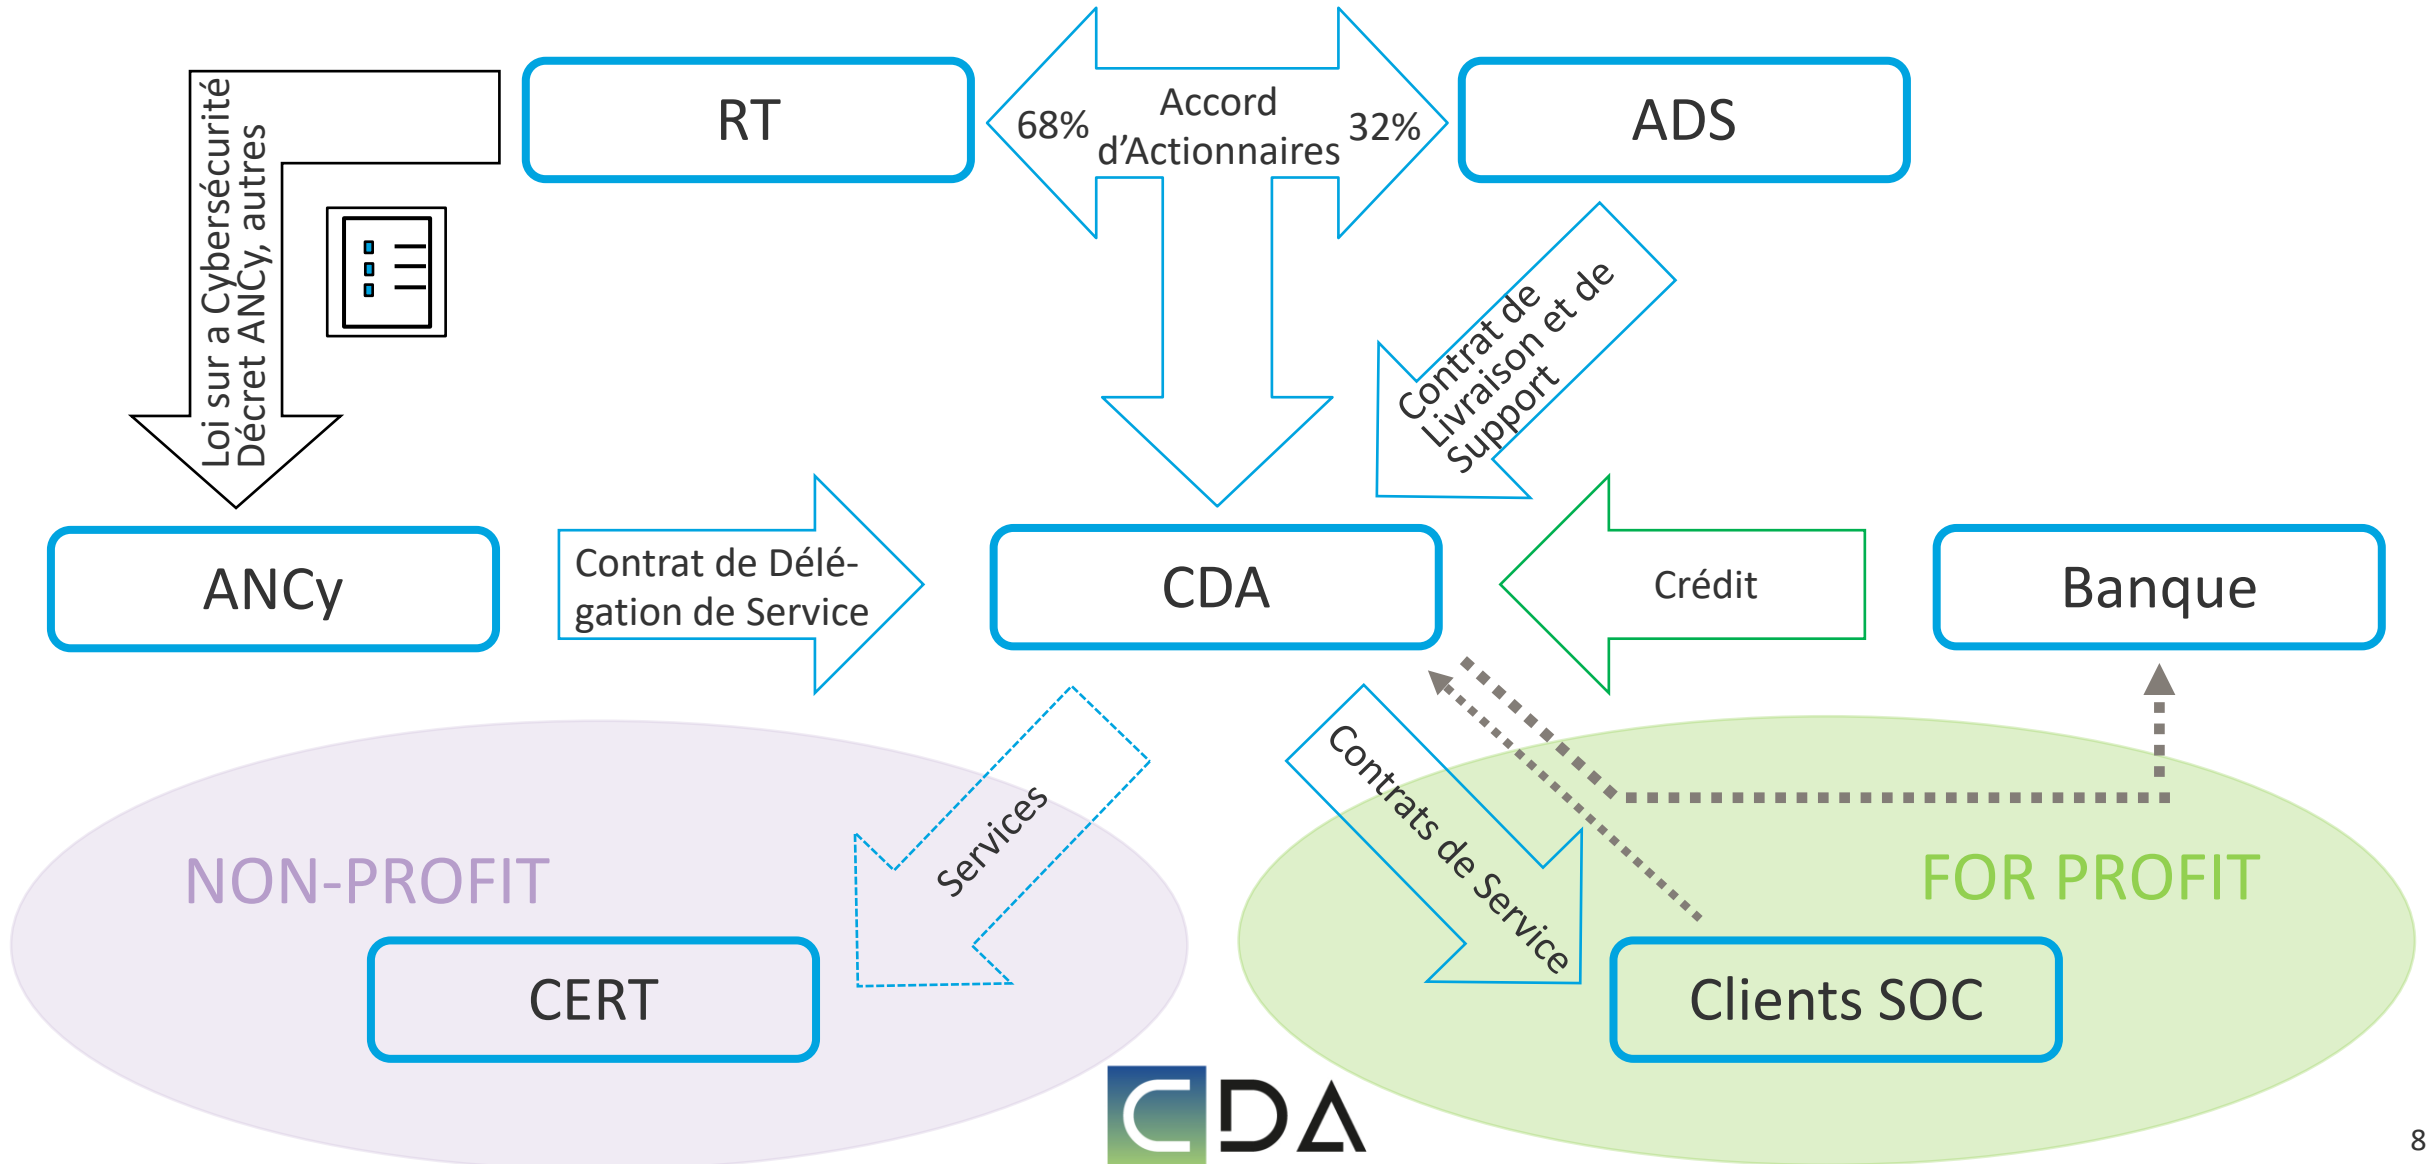 RT
68%
Accord
d’Actionnaires
32%
ADS
Loi sur a Cybersécurité
Décret ANCy, autres
Contrat de
Livraison et de
Support
ANCy
Contrat de Délé-
gation de Service
CDA
Crédit
Banque
Services
Contrats de Service
NON-PROFIT
FOR PROFIT
CERT
Clients SOC
CDA
8